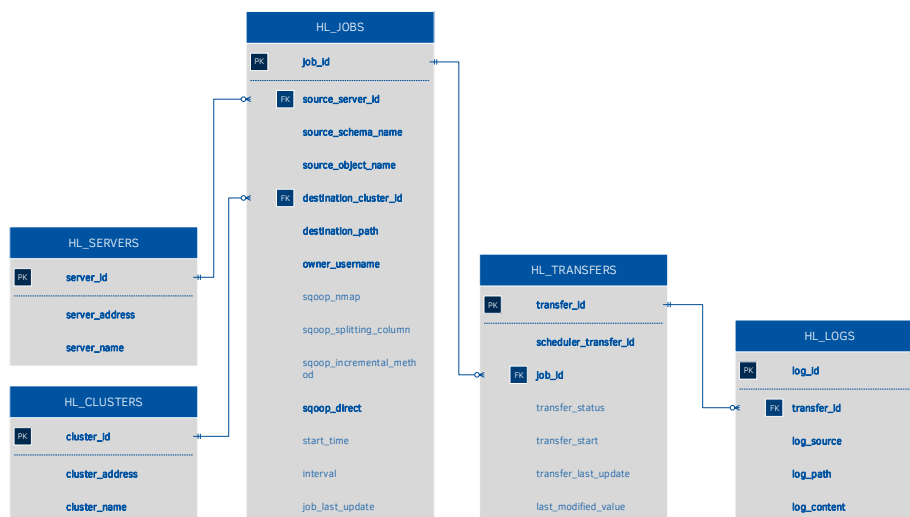 HL_JOBS
PK job_id
FK source_server_id
source_schema_name
source_object_name
FK destination_cluster_id
destination_path
owner_username
sqoop_nmap
sqoop_splitting_column
sqoop_incremental_meth
od
sqoop_direct
start_time
interval
job_last_update
HL_SERVERS
PK server_id
server_address
server_name
HL_CLUSTERS
PK cluster_id
cluster_address
cluster_name
HL_TRANSFERS
PK transfer_id
scheduler_transfer_id
FK job_id
transfer_status
transfer_start
transfer_last_update
last_modified_value
HL_LOGS
PK log_id
FK transfer_id
log_source
log_path
log_content